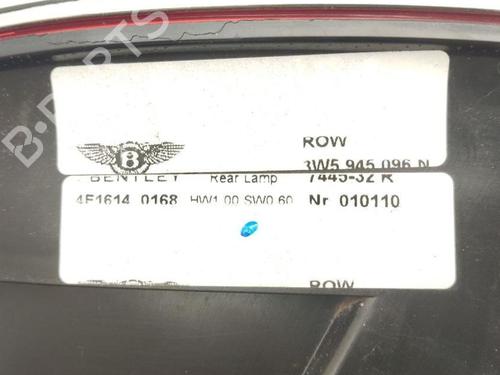 ROW
3W5 945 096 N
BENTLEY Rear Lamp 7445-32 R
4F1614 0168 HW1.00 SW0.60 Nr 010110
ROW
B-PARTS